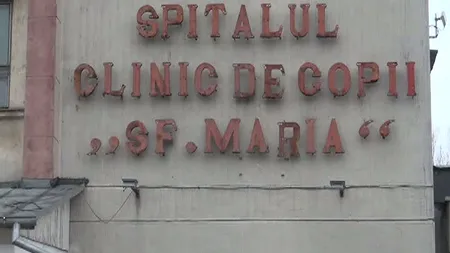 SPITALUL
CLINIC DE COPII
„SF. MARIA“